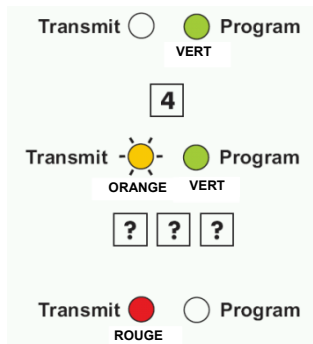 Transmit Program
VERT
4
Transmit Program
ORANGE VERT
? ? ?
Transmit Program
ROUGE